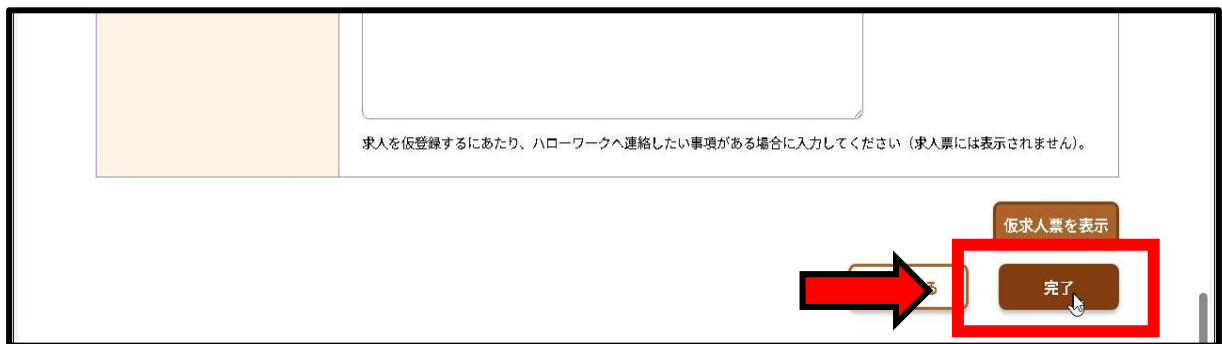 求人を仮登録するにあたり、ハローワークへ連絡したい事項がある場合に入力してください（求人票には表示されません）。
仮求人票を表示
る
完了